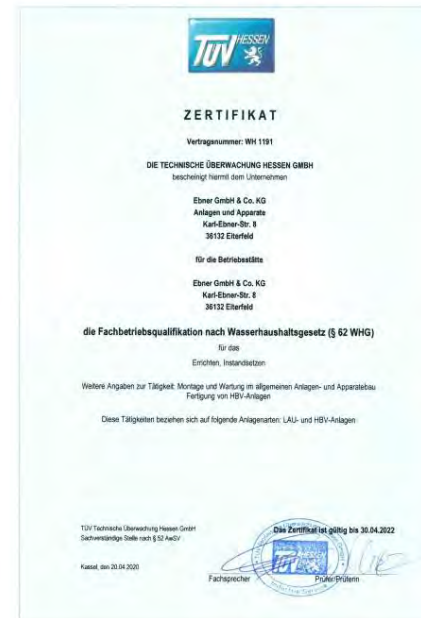 TÜV HESSEN
ZERTIFIKAT
Vertragsnummer: WH 1191
DIE TECHNISCHE ÜBERWACHUNG HESSEN GMBH
bescheinigt hiermit dem Unternehmen
Ebner GmbH & Co. KG
Anlagen und Apparate
Karl-Ebner-Str. 8
36132 Eiterfeld
für die Betriebsstätte
Ebner GmbH & Co. KG
Karl-Ebner-Str. 8
36132 Eiterfeld
die Fachbetriebsqualifikation nach Wasserhaushaltsgesetz (§ 62 WHG)
für das
Errichten, Instandsetzen
Weitere Angaben zur Tätigkeit: Montage und Wartung im allgemeinen Anlagen- und Apparatebau
Fertigung von HBV-Anlagen
Diese Tätigkeiten beziehen sich auf folgende Anlagenarten: LAU- und HBV-Anlagen
TÜV Technische Überwachung Hessen GmbH
Sachverständige Stelle nach § 52 AwSV
Das Zertifikat ist gültig bis 30.04.2022
Kassel, den 20.04.2020
Fachsprecher
Prüfer/Prüferin